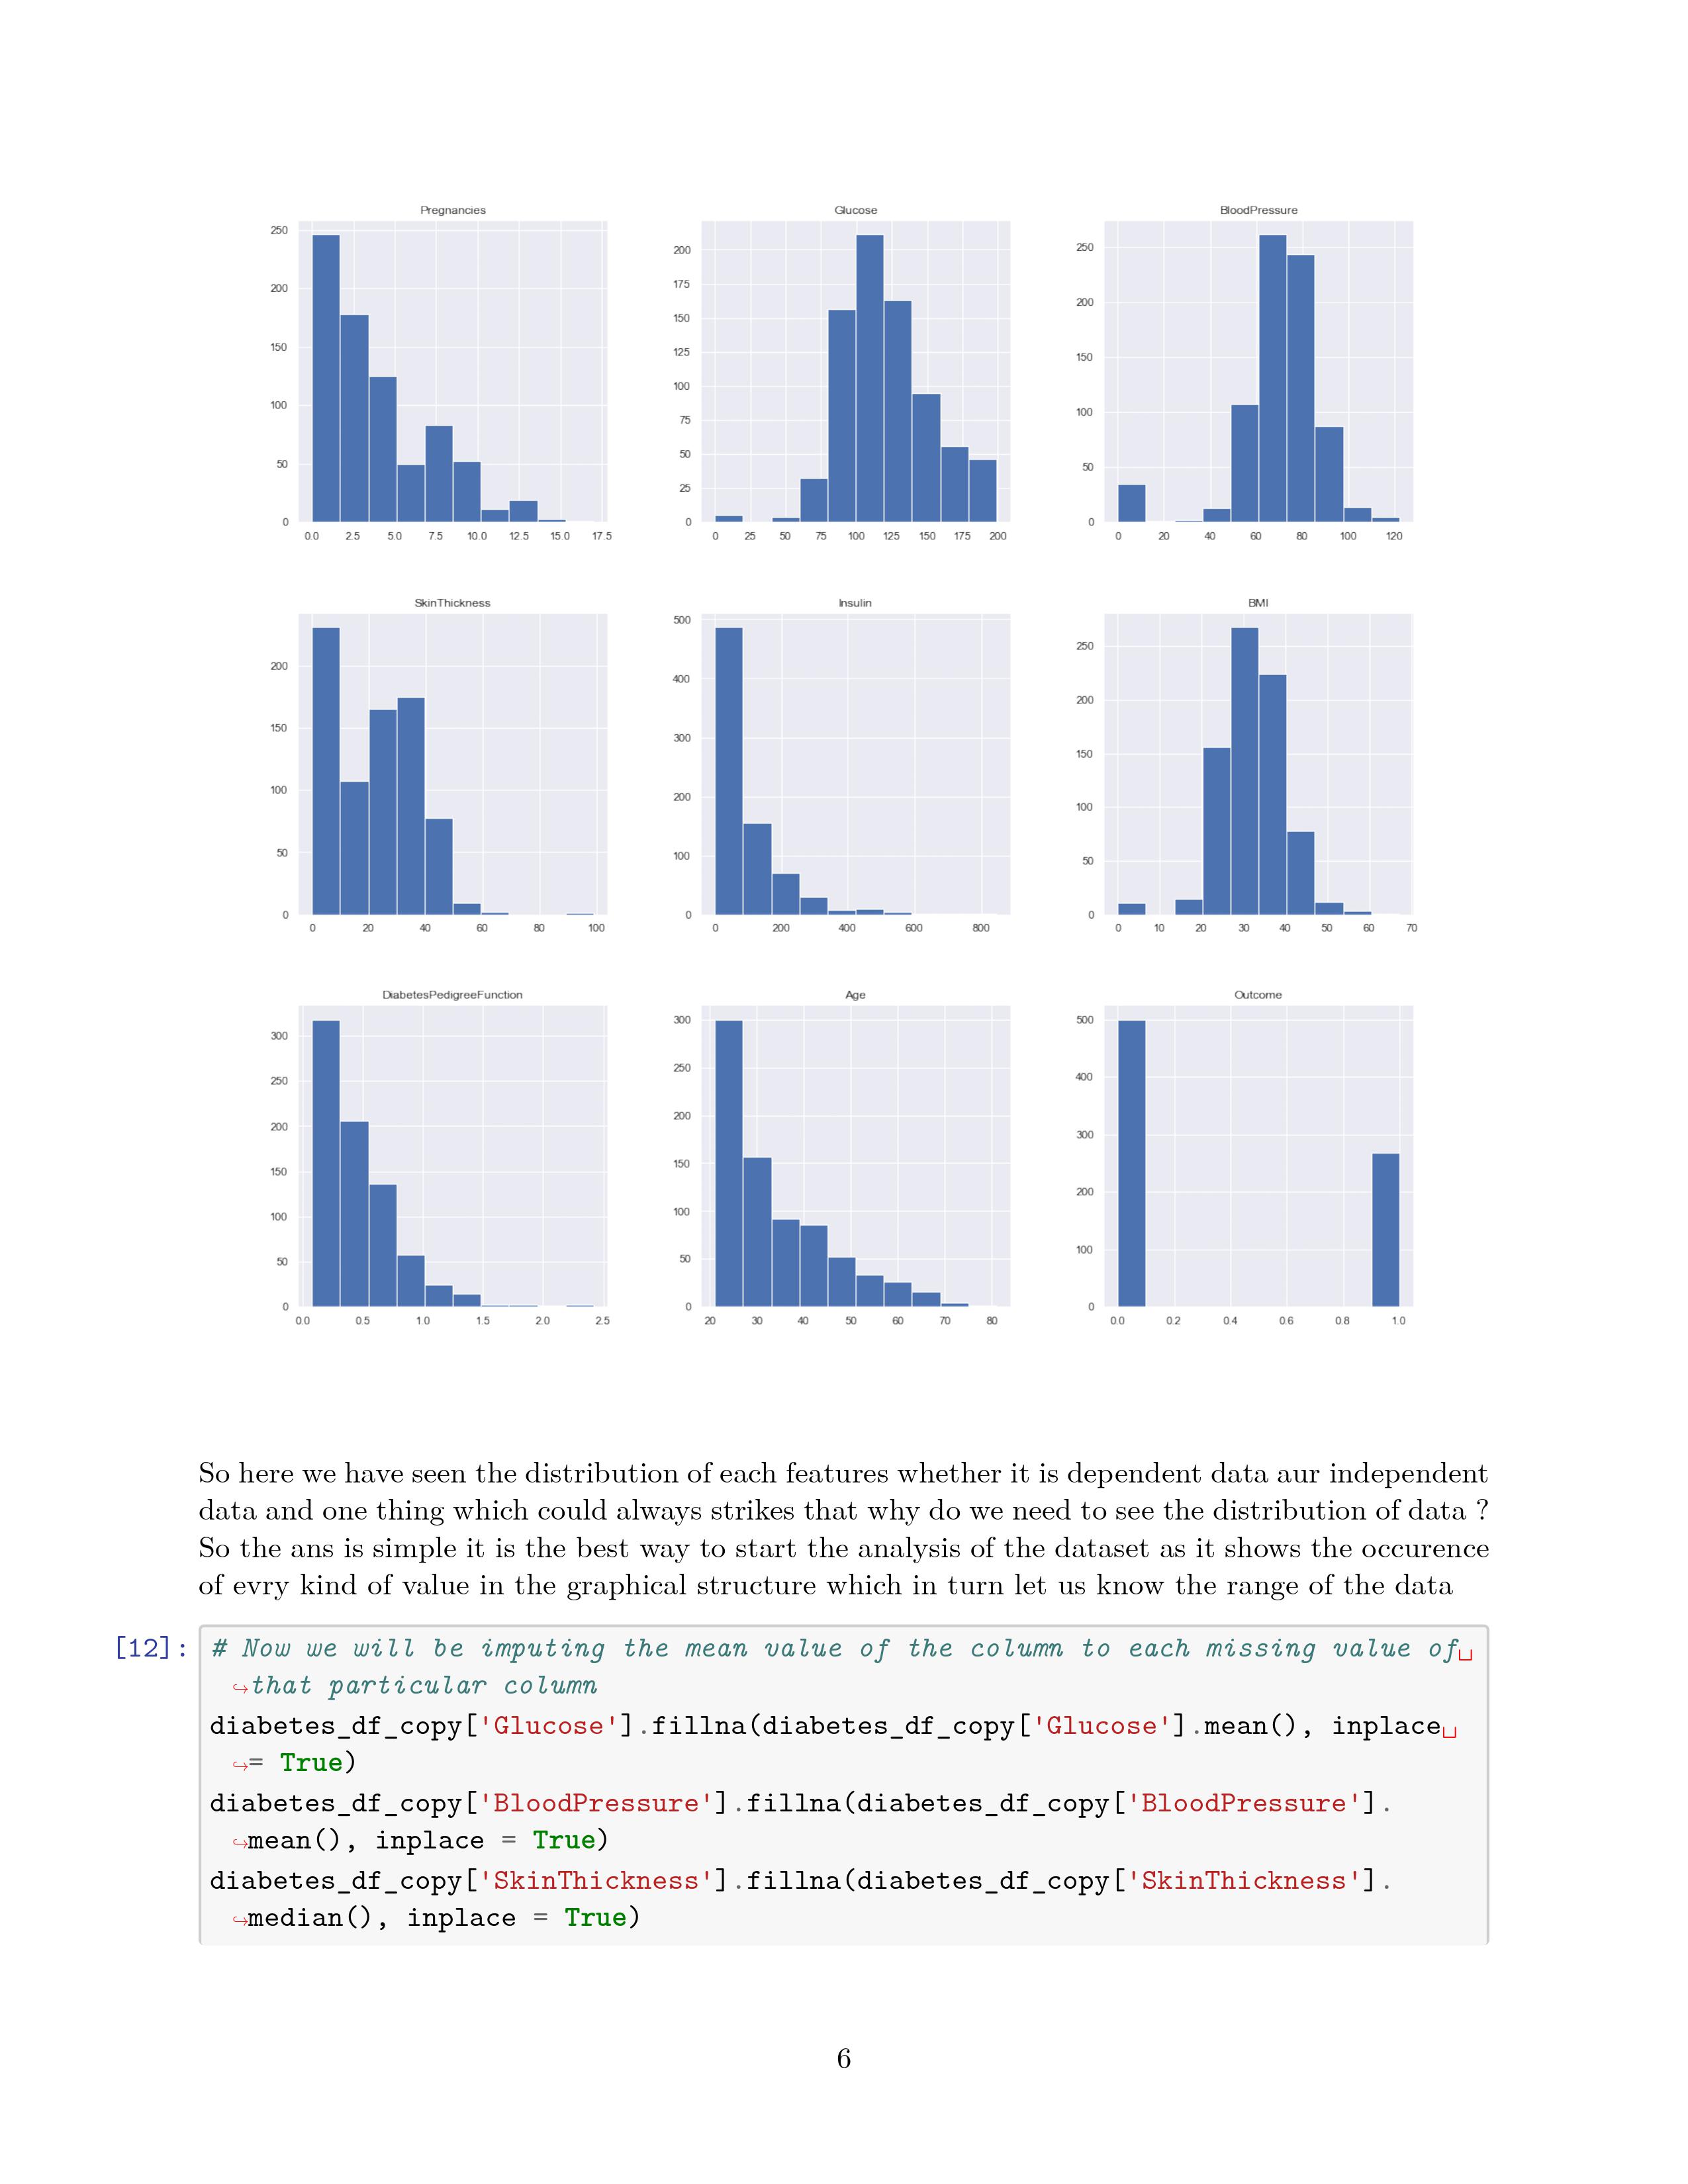 Pregnancies
250
200
150
100
50
0
0.0 2.5 5.0 7.5 10.0 12.5 15.0 17.5
Glucose
200
175
150
125
100
75
50
25
0
0 25 50 75 100 125 150 175 200
BloodPressure
250
200
150
100
50
0
0 20 40 60 80 100 120
SkinThickness
200
150
100
50
0
0 20 40 60 80 100
Insulin
500
400
300
200
100
0
0 200 400 600 800
BMI
250
200
150
100
50
0
0 10 20 30 40 50 60 70
DiabetesPedigreeFunction
300
250
200
150
100
50
0
0.0 0.5 1.0 1.5 2.0 2.5
Age
300
250
200
150
100
50
0
20 30 40 50 60 70 80
Outcome
500
400
300
200
100
0
0.0 0.2 0.4 0.6 0.8 1.0
So here we have seen the distribution of each features whether it is dependent data aur independent
data and one thing which could always strikes that why do we need to see the distribution of data ?
So the ans is simple it is the best way to start the analysis of the dataset as it shows the occurence
of evry kind of value in the graphical structure which in turn let us know the range of the data
[12]: # Now we will be imputing the mean value of the column to each missing value of␣
↪that particular column
diabetes_df_copy['Glucose'].fillna(diabetes_df_copy['Glucose'].mean(), inplace␣
↪= True)
diabetes_df_copy['BloodPressure'].fillna(diabetes_df_copy['BloodPressure'].
↪mean(), inplace = True)
diabetes_df_copy['SkinThickness'].fillna(diabetes_df_copy['SkinThickness'].
↪median(), inplace = True)
6